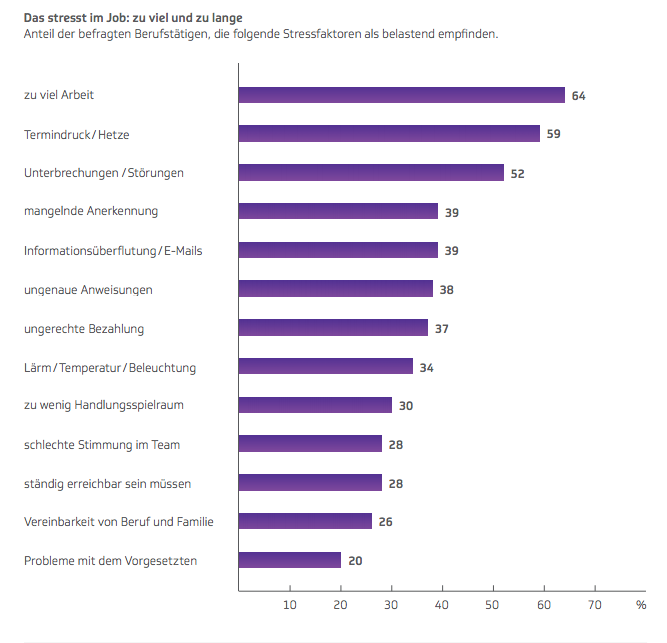 Das stresst im Job: zu viel und zu lange
Anteil der befragten Berufstätigen, die folgende Stressfaktoren als belastend empfinden.
zu viel Arbeit 64
Termindruck/Hetze 59
Unterbrechungen/Störungen 52
mangelnde Anerkennung 39
Informationsüberflutung/E-Mails 39
ungenaue Anweisungen 38
ungerechte Bezahlung 37
Lärm/Temperatur/Beleuchtung 34
zu wenig Handlungsspielraum 30
schlechte Stimmung im Team 28
ständig erreichbar sein müssen 28
Vereinbarkeit von Beruf und Familie 26
Probleme mit dem Vorgesetzten 20
10 20 30 40 50 60 70 %